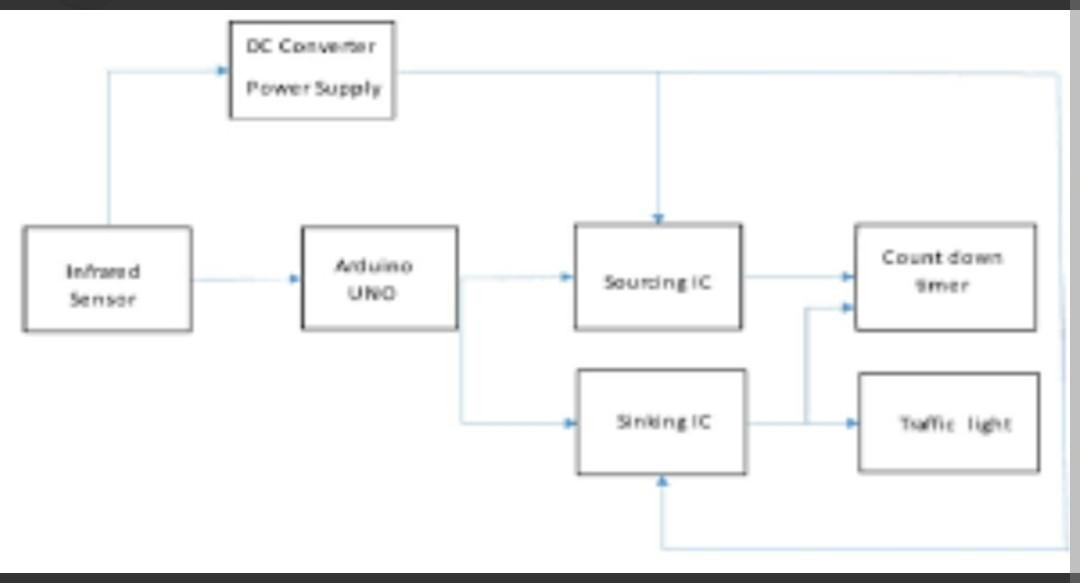 DC Converter
Power Supply
Infrared
Sensor
Arduino
UNO
Sourcing IC
Count down
timer
Sinking IC
Traffic light